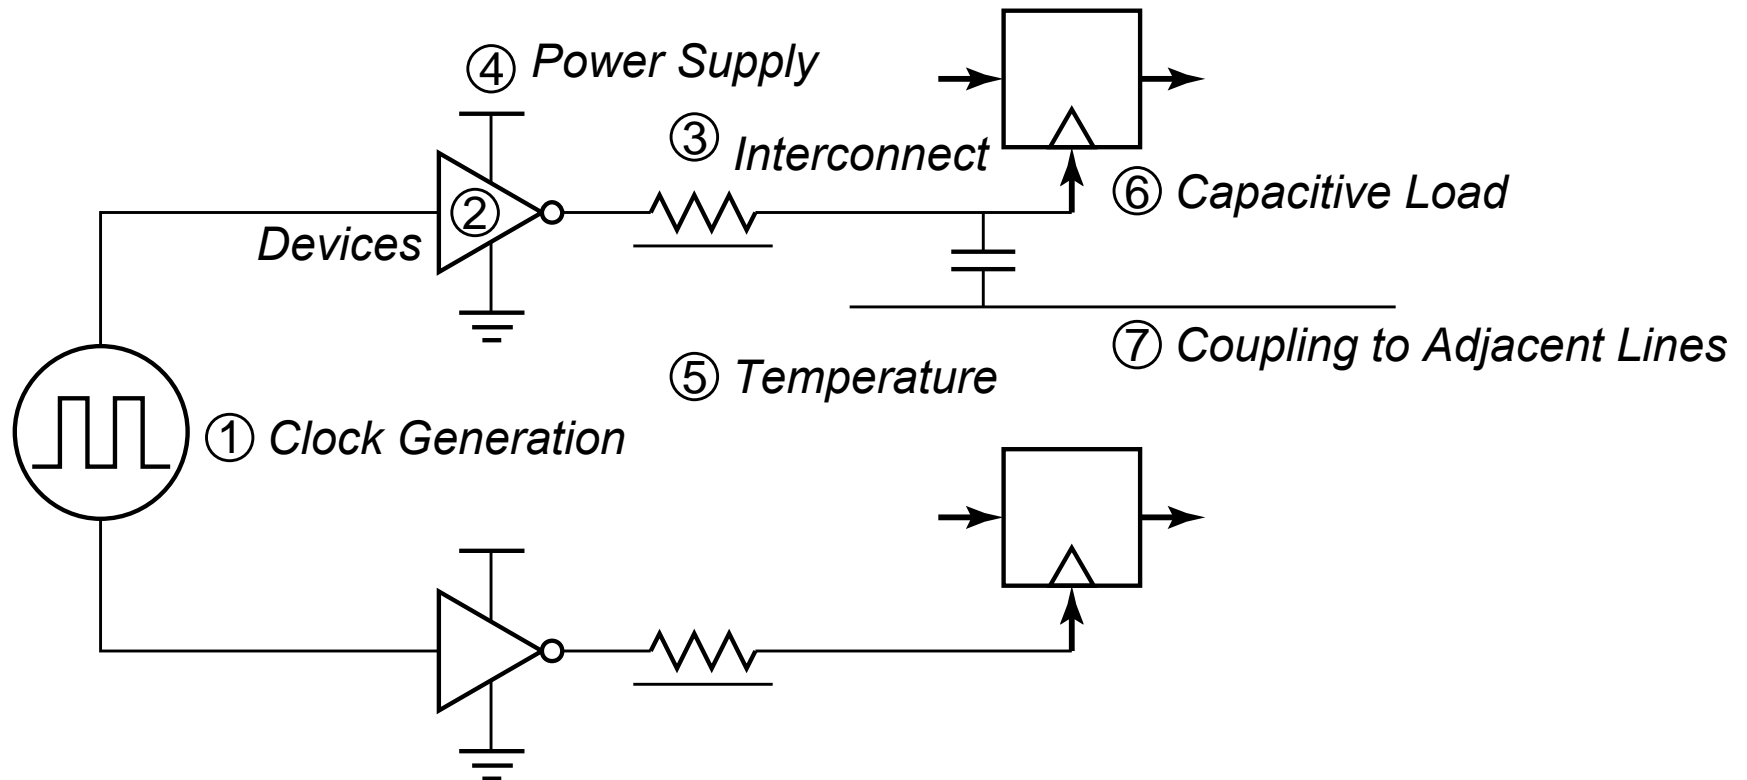 ④ Power Supply
③ Interconnect
②
⑥ Capacitive Load
Devices
⑦ Coupling to Adjacent Lines
⑤ Temperature
① Clock Generation